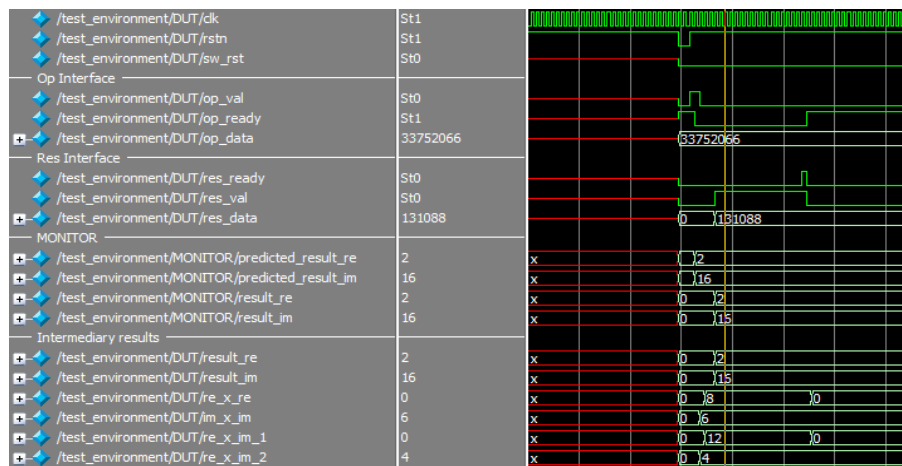 /test_environment/DUT/clk St1
/test_environment/DUT/rstn St1
/test_environment/DUT/sw_rst St0
Op Interface
/test_environment/DUT/op_val St0
/test_environment/DUT/op_ready St1
/test_environment/DUT/op_data 33752066 33752066
Res Interface
/test_environment/DUT/res_ready St0
/test_environment/DUT/res_val St0
/test_environment/DUT/res_data 131088 0 131088
MONITOR
/test_environment/MONITOR/predicted_result_re 2 x 2
/test_environment/MONITOR/predicted_result_im 16 x 16
/test_environment/MONITOR/result_re 2 x 0 2
/test_environment/MONITOR/result_im 16 x 0 15
Intermediary results
/test_environment/DUT/result_re 2 x 0 2
/test_environment/DUT/result_im 16 x 0 15
/test_environment/DUT/re_x_re 0 x 0 8 0
/test_environment/DUT/im_x_im 6 x 0 6
/test_environment/DUT/re_x_im_1 0 x 0 12 0
/test_environment/DUT/re_x_im_2 4 x 0 4